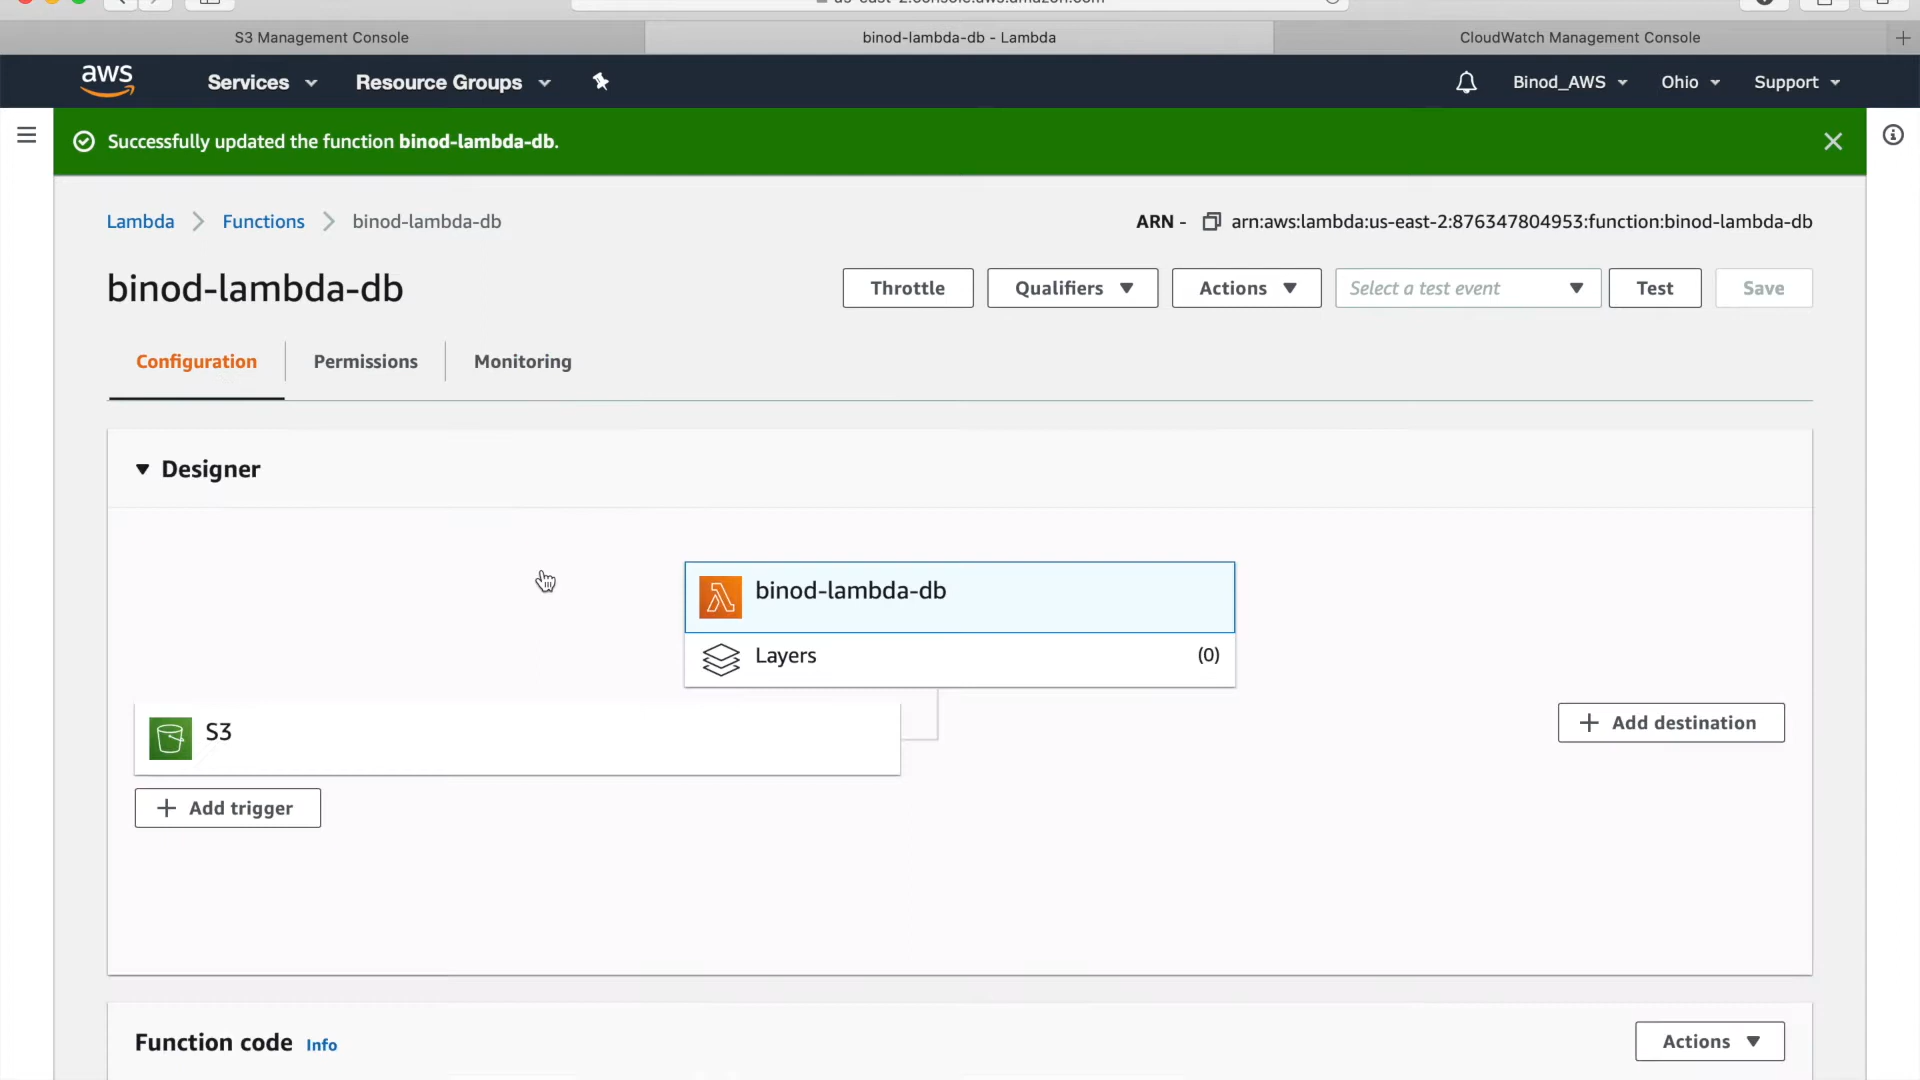 S3 Management Console
binod-lambda-db - Lambda
CloudWatch Management Console
aws
Services
Resource Groups
Binod_AWS
Ohio
Support
Successfully updated the function binod-lambda-db.
Lambda
Functions
binod-lambda-db
ARN - arn:aws:lambda:us-east-2:876347804953:function:binod-lambda-db
binod-lambda-db
Throttle
Qualifiers
Actions
Select a test event
Test
Save
Configuration
Permissions
Monitoring
Designer
binod-lambda-db
Layers
(0)
S3
Add destination
Add trigger
Function code Info
Actions